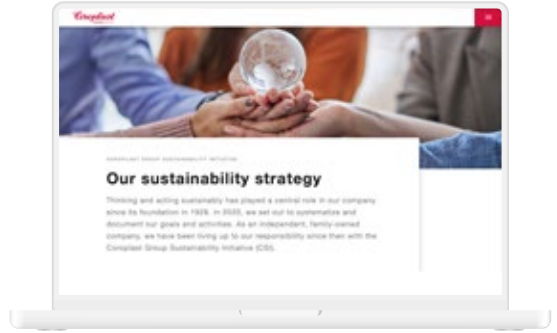 Coroplast
COROPLAST GROUP SUSTAINABILITY INITIATIVE
Our sustainability strategy
Thinking and acting sustainably has played a central role in our company
since its foundation in 1928. In 2020, we set out to systematize and
document our goals and activities. As an independent, family-owned
company, we have been living up to our responsibility since then with the
Coroplast Group Sustainability Initiative (CSI).